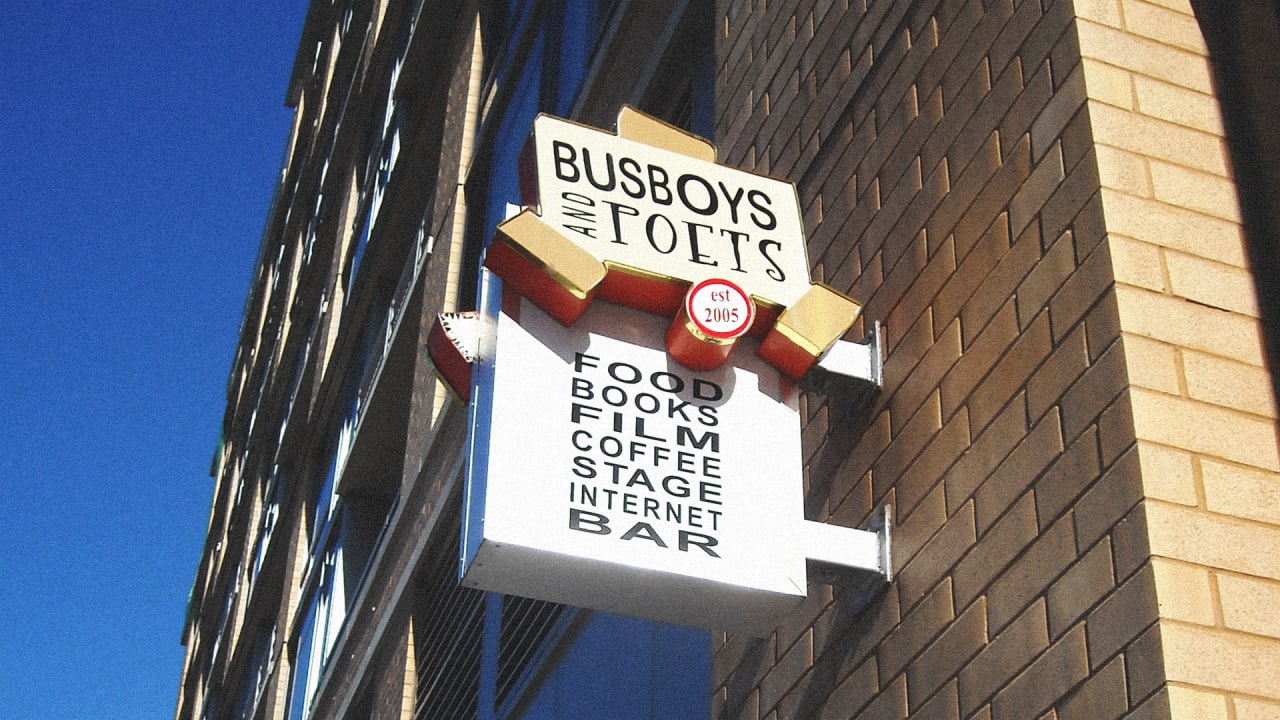 BUSBOYS
AND POETS
est
2005
FOOD
BOOKS
FILM
COFFEE
STAGE
INTERNET
BAR